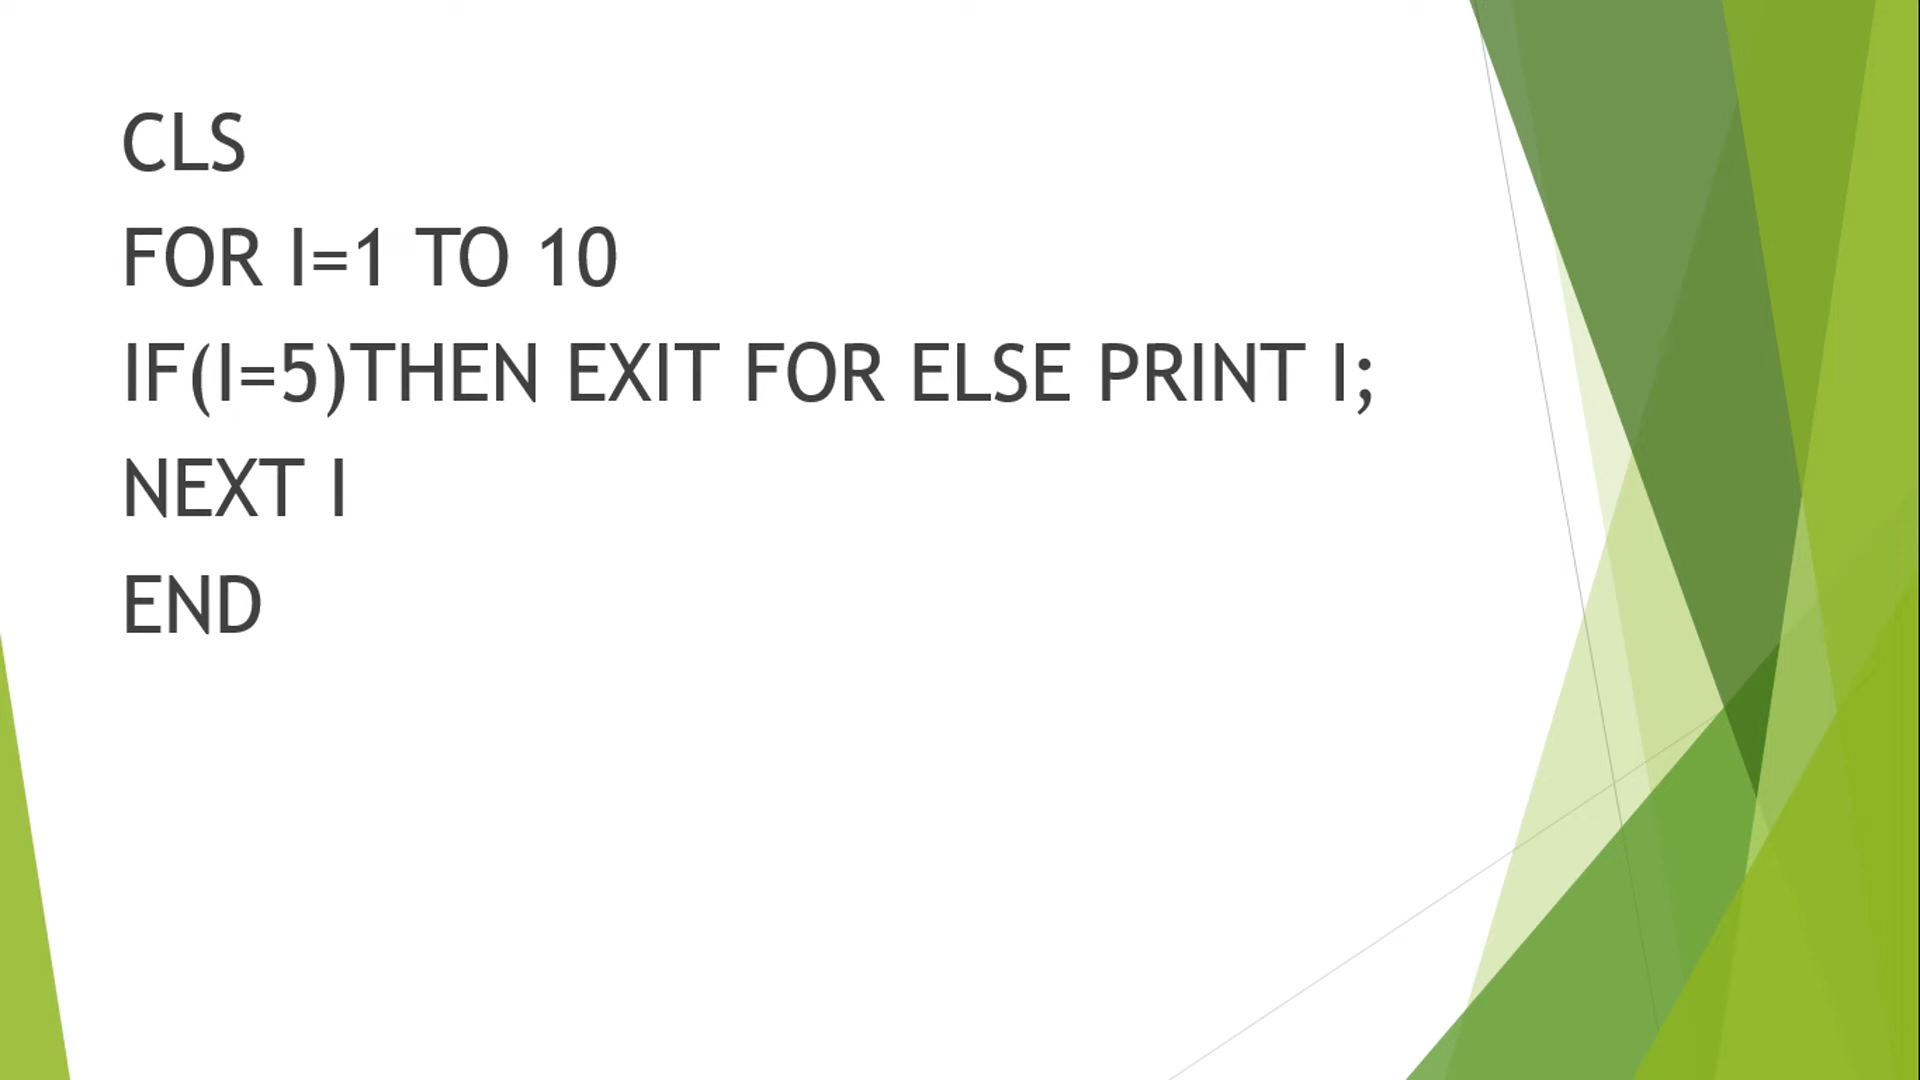 CLS
FOR I=1 TO 10
IF(I=5)THEN EXIT FOR ELSE PRINT I;
NEXT I
END